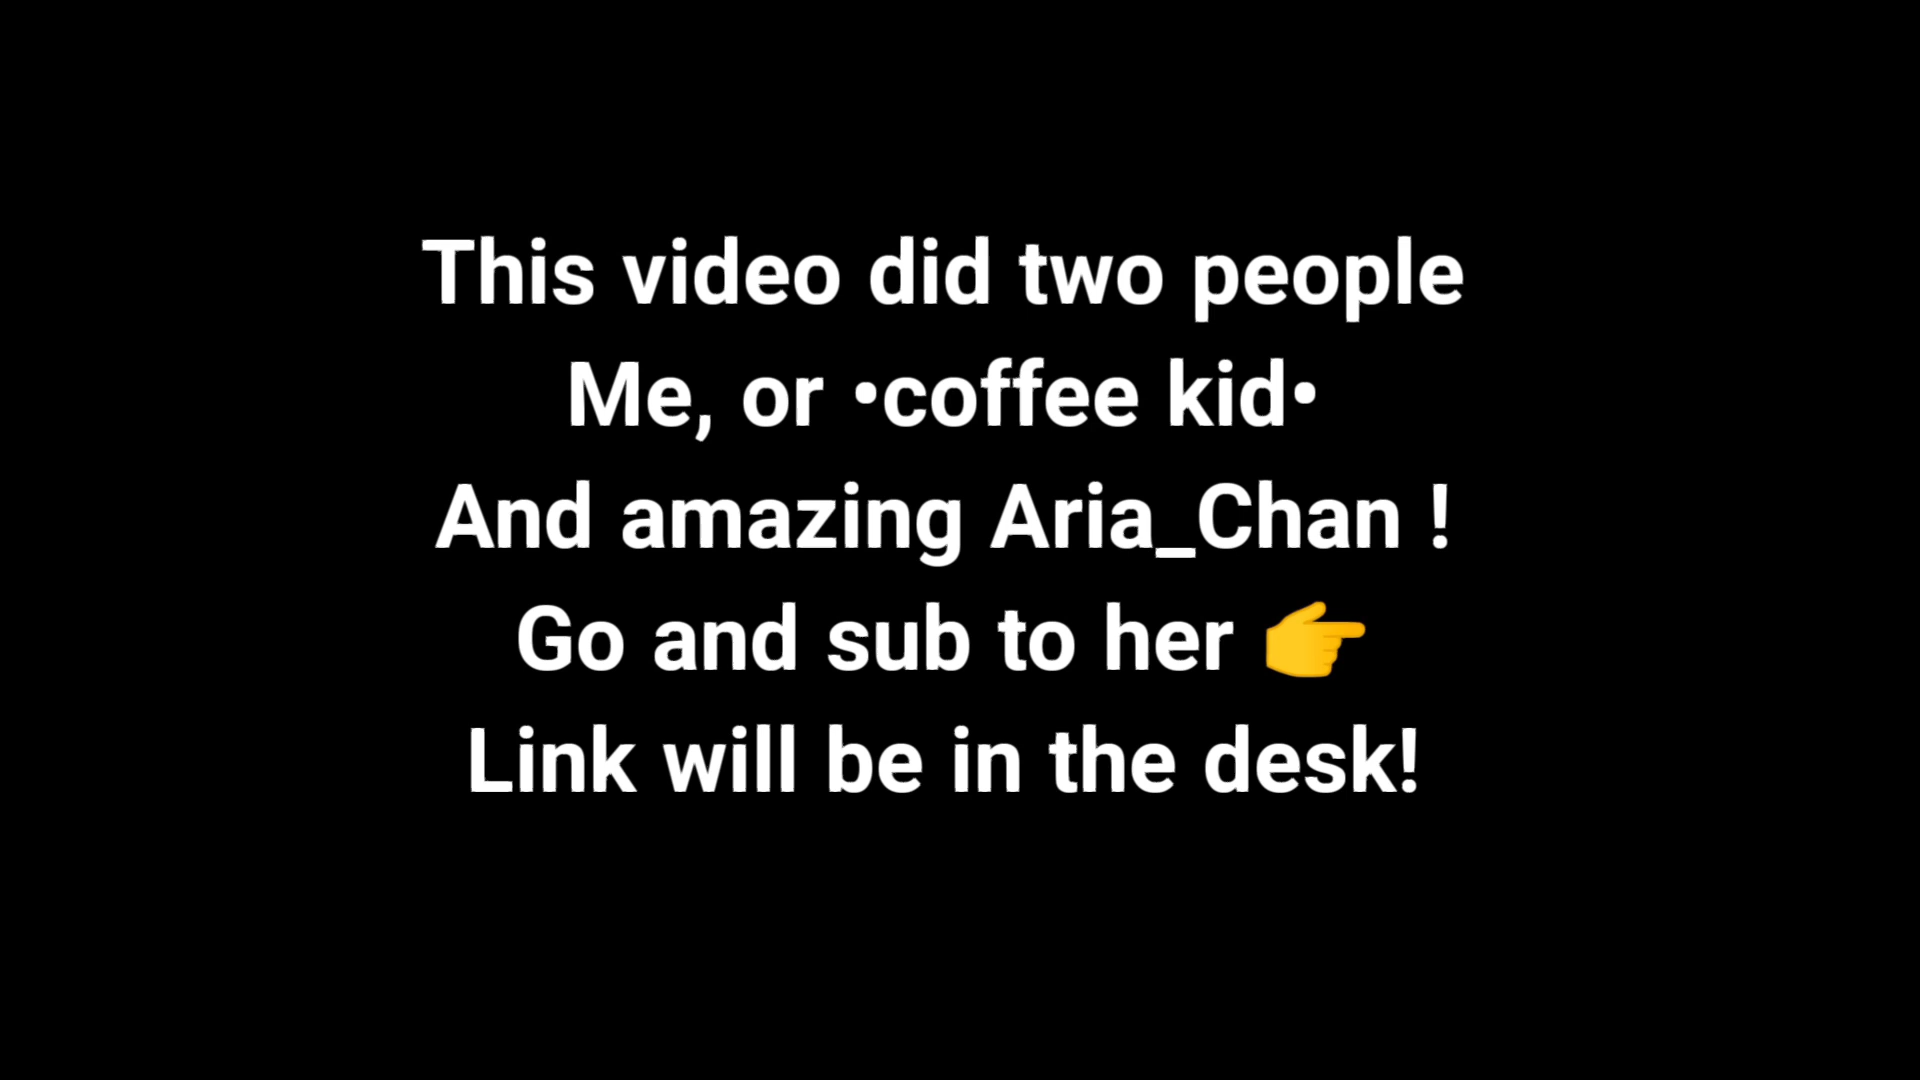 This video did two people
Me, or •coffee kid•
And amazing Aria_Chan !
Go and sub to her 👉
Link will be in the desk!